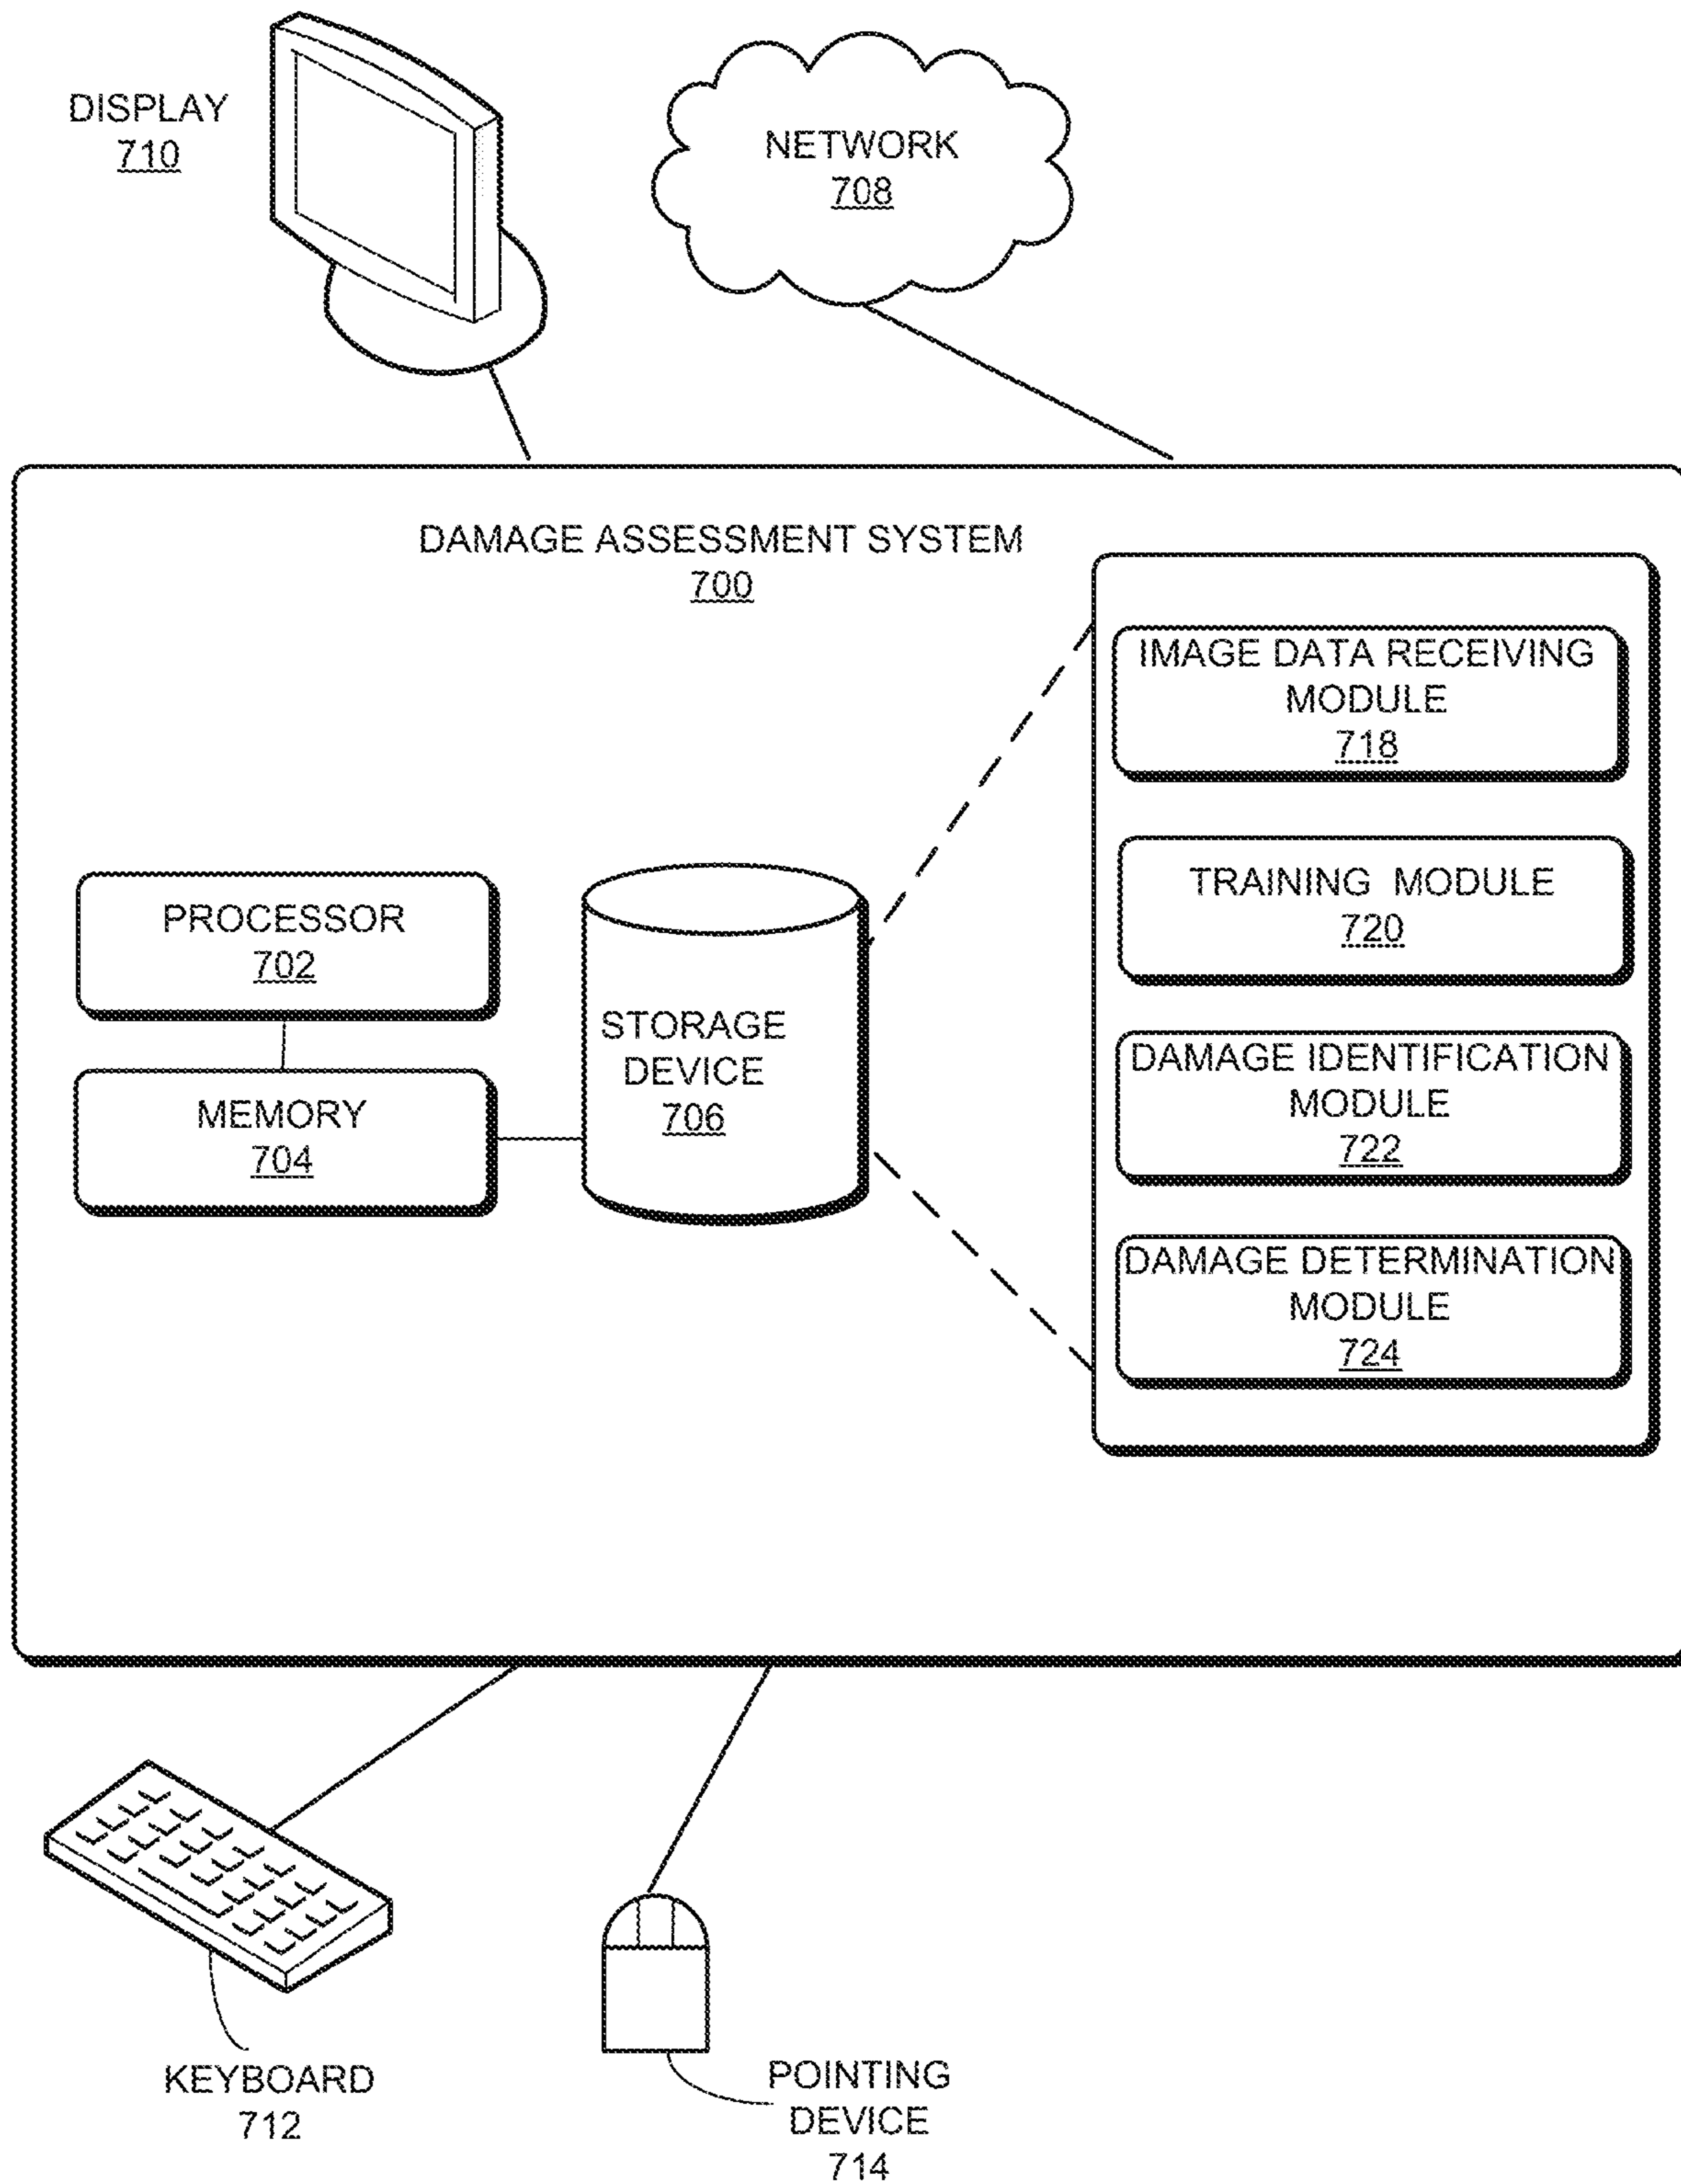 DISPLAY
710
NETWORK
708
DAMAGE ASSESSMENT SYSTEM
700
IMAGE DATA RECEIVING
MODULE
718
TRAINING MODULE
720
PROCESSOR
702
STORAGE
DEVICE
706
MEMORY
704
DAMAGE IDENTIFICATION
MODULE
722
DAMAGE DETERMINATION
MODULE
724
KEYBOARD
712
POINTING
DEVICE
714